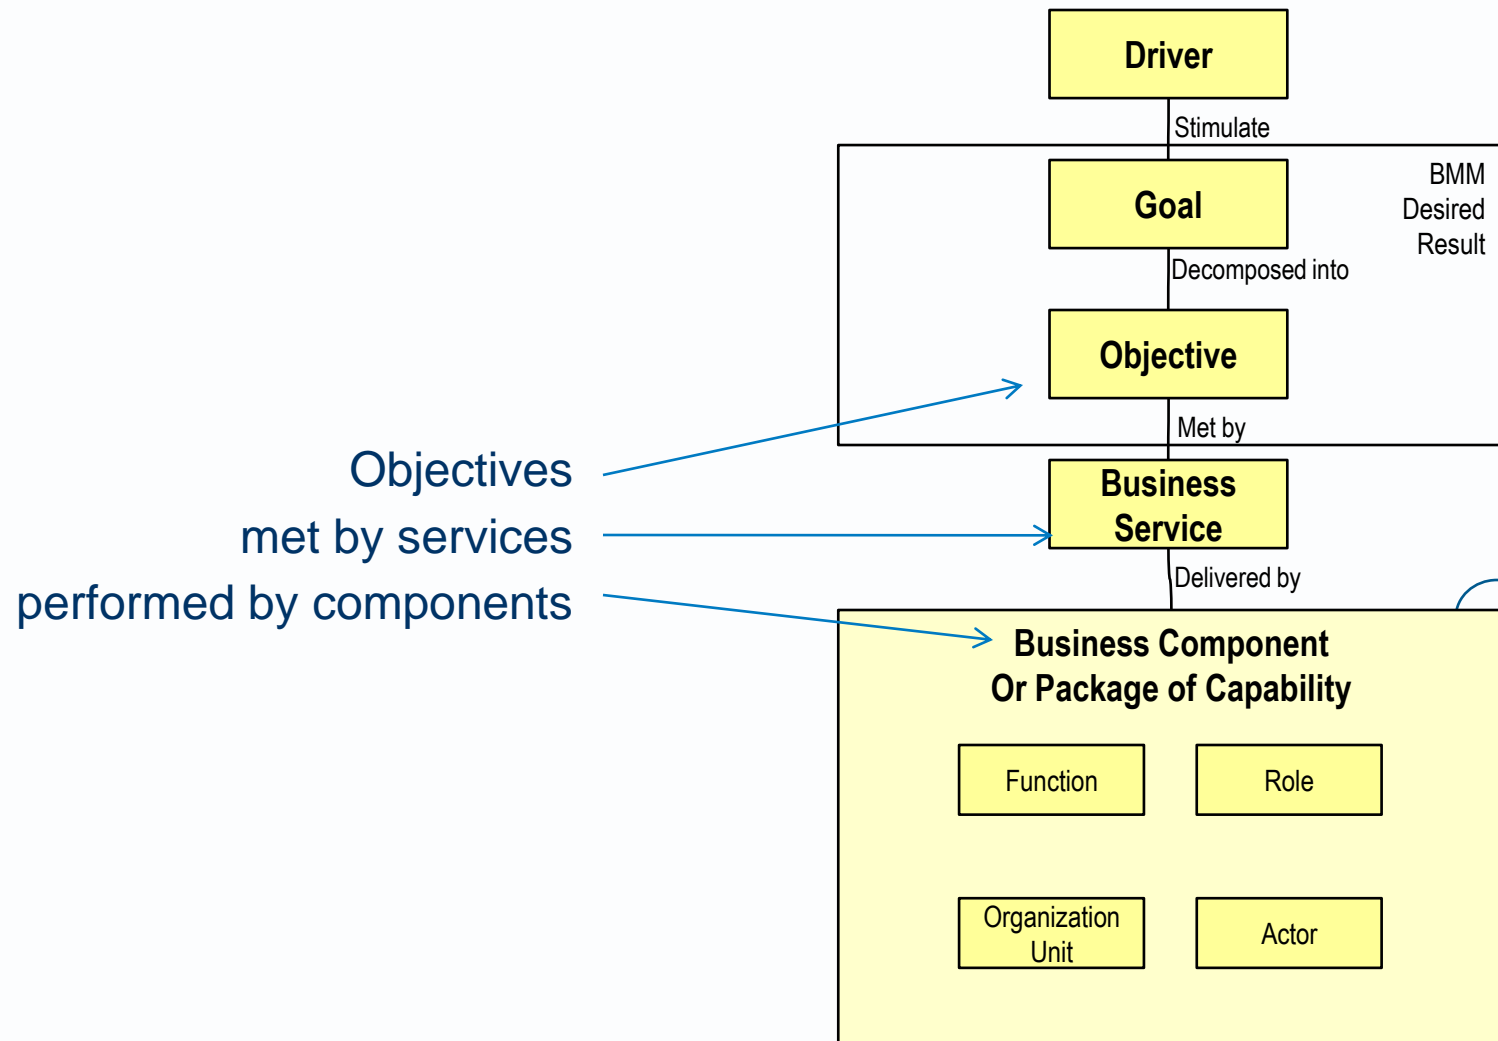 Driver
Stimulate
BMM
Desired
Result
Goal
Decomposed into
Objective
Met by
Objectives
met by services
performed by components
Business
Service
Delivered by
Business Component
Or Package of Capability
Function
Role
Organization
Unit
Actor